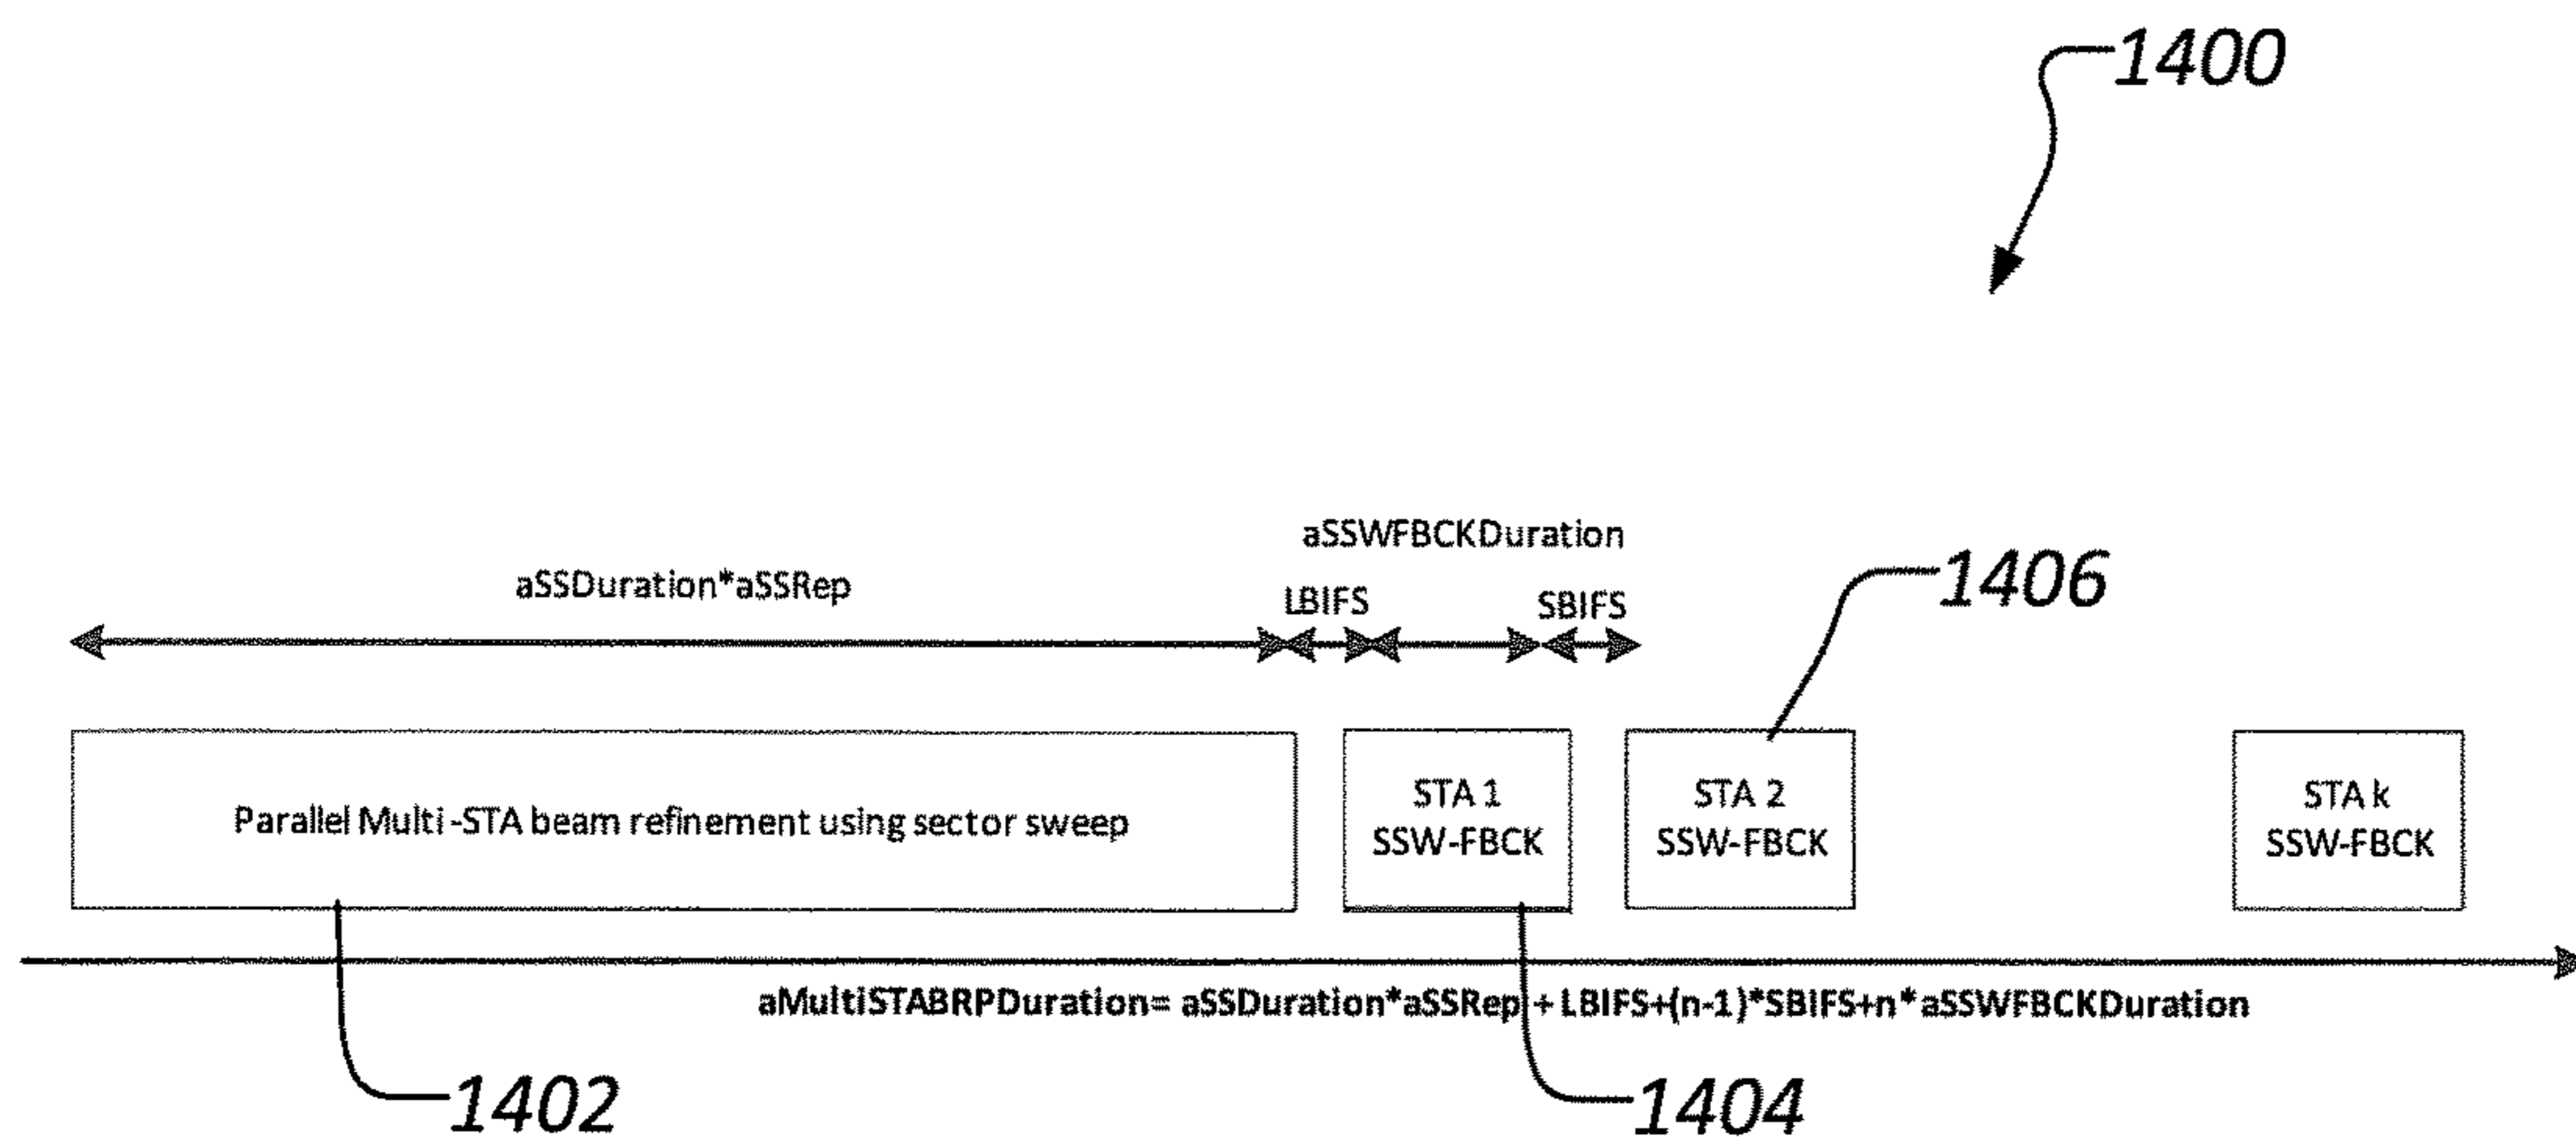 1400
aSSWFBCKDuration
aSSDuration*aSSRep
LBIFS
SBIFS
1406
Parallel Multi-STA beam refinement using sector sweep
STA 1
SSW-FBCK
STA 2
SSW-FBCK
STA k
SSW-FBCK
aMultiSTABRPDuration= aSSDuration*aSSRep + LBIFS+(n-1)*SBIFS+n*aSSWFBCKDuration
1402
1404